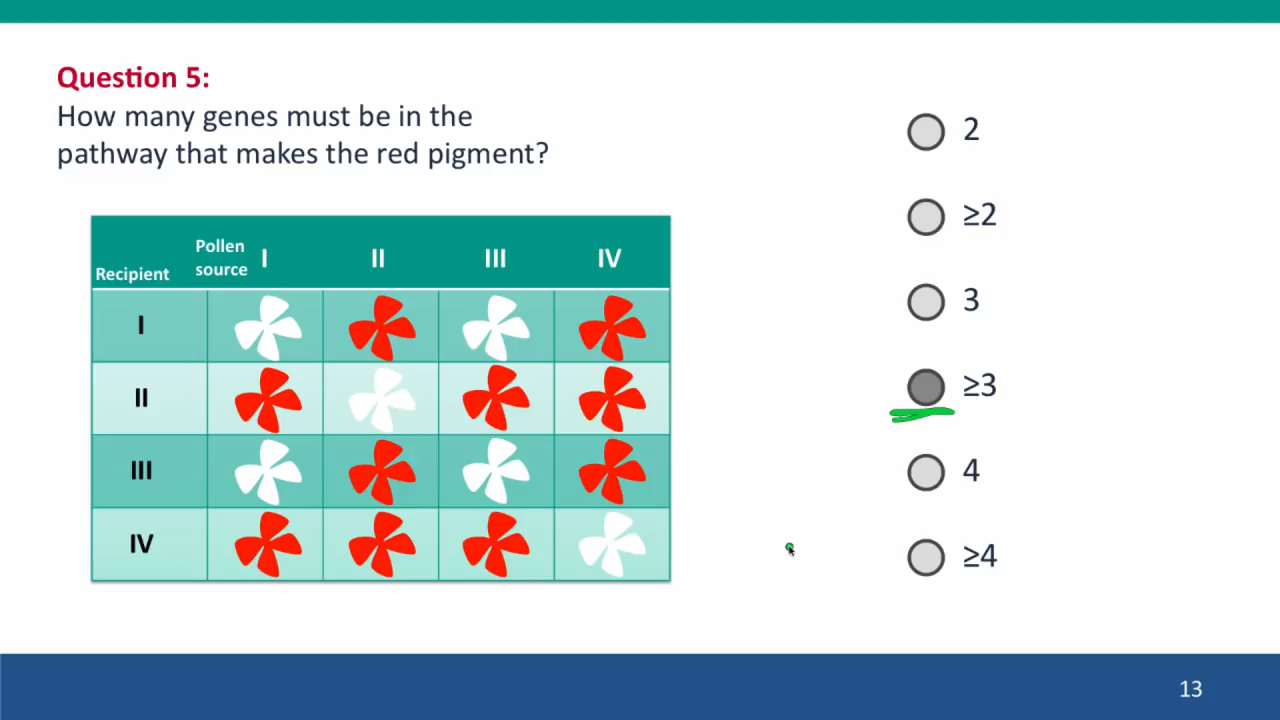 Question 5:
How many genes must be in the
pathway that makes the red pigment?
Recipient
Pollen
source
I
II
III
IV
I
II
III
IV
2
≥2
3
≥3
4
≥4
13